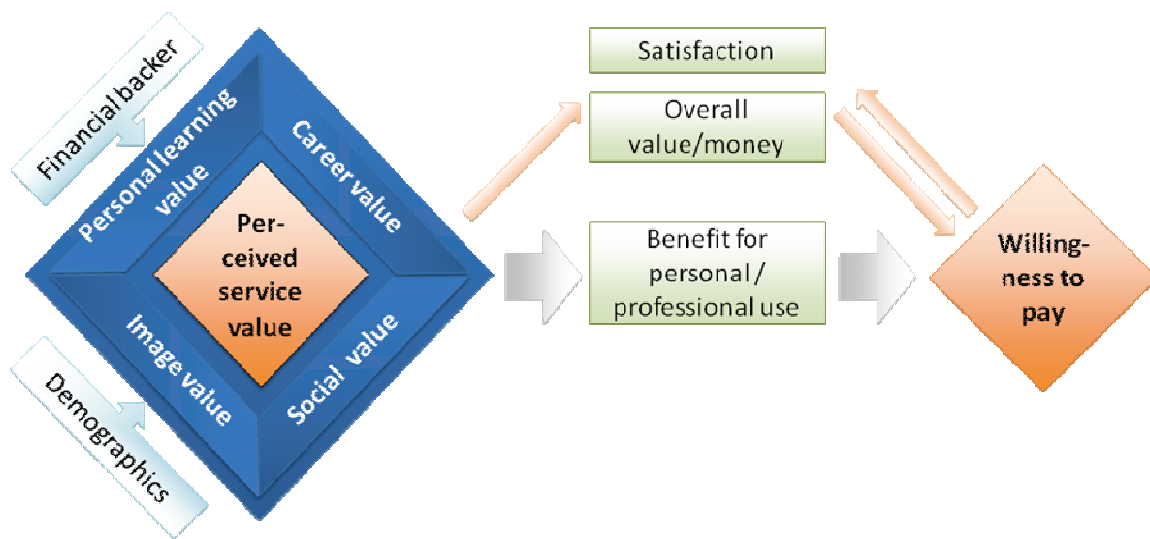 Financial backer
Personal learning
value
Career value
Per-
ceived
service
value
Image value
Social value
Demographics
Satisfaction
Overall
value/money
Benefit for
personal /
professional use
Willing-
ness to
pay